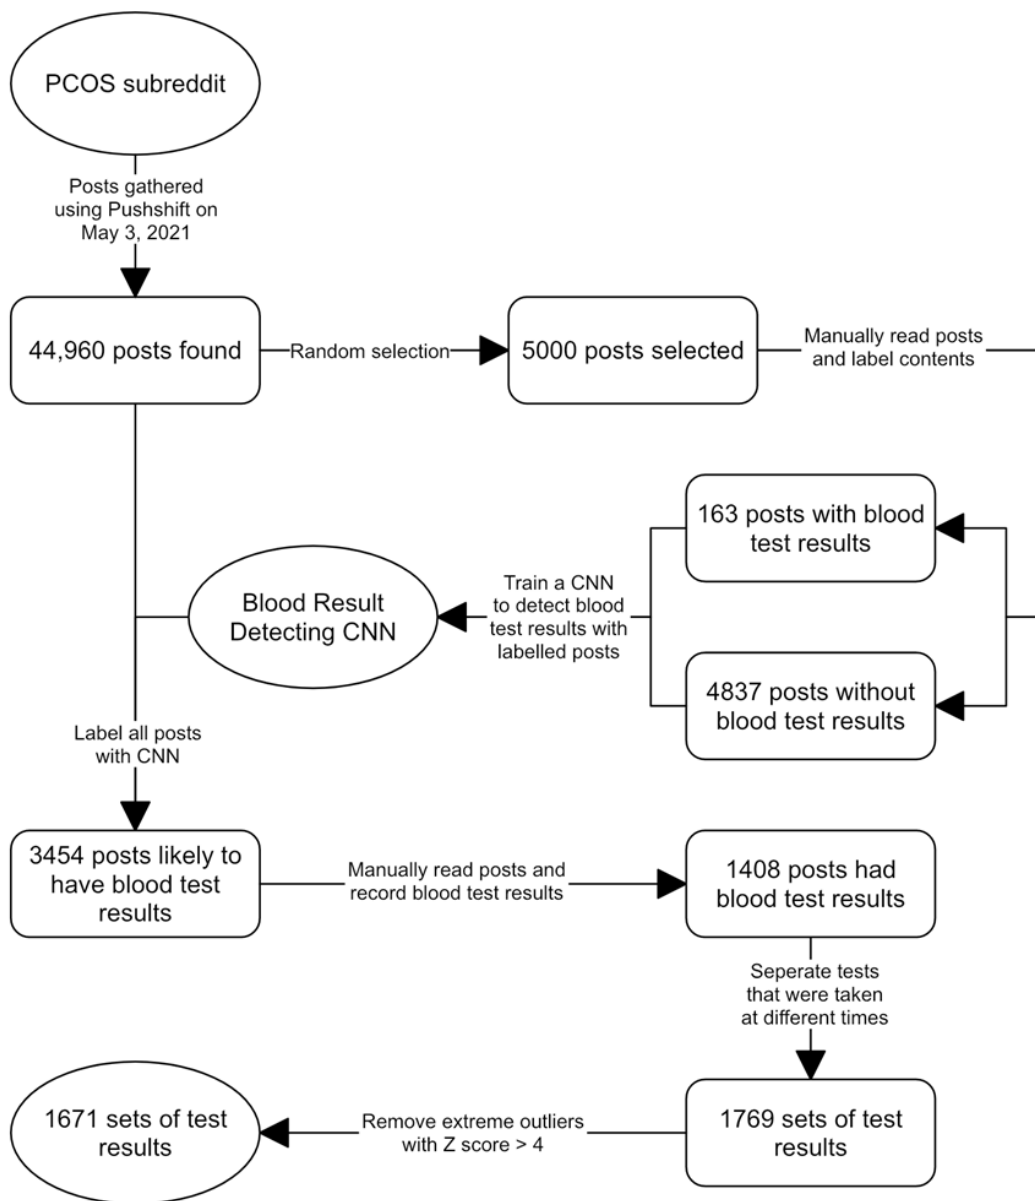 PCOS subreddit
Posts gathered
using Pushshift on
May 3, 2021
44,960 posts found
Random selection
5000 posts selected
Manually read posts
and label contents
163 posts with blood
test results
Train a CNN
to detect blood
test results with
labelled posts
Blood Result
Detecting CNN
4837 posts without
blood test results
Label all posts
with CNN
3454 posts likely to
have blood test
results
Manually read posts and
record blood test results
1408 posts had
blood test results
Seperate tests
that were taken
at different times
1769 sets of test
results
Remove extreme outliers
with Z score > 4
1671 sets of test
results